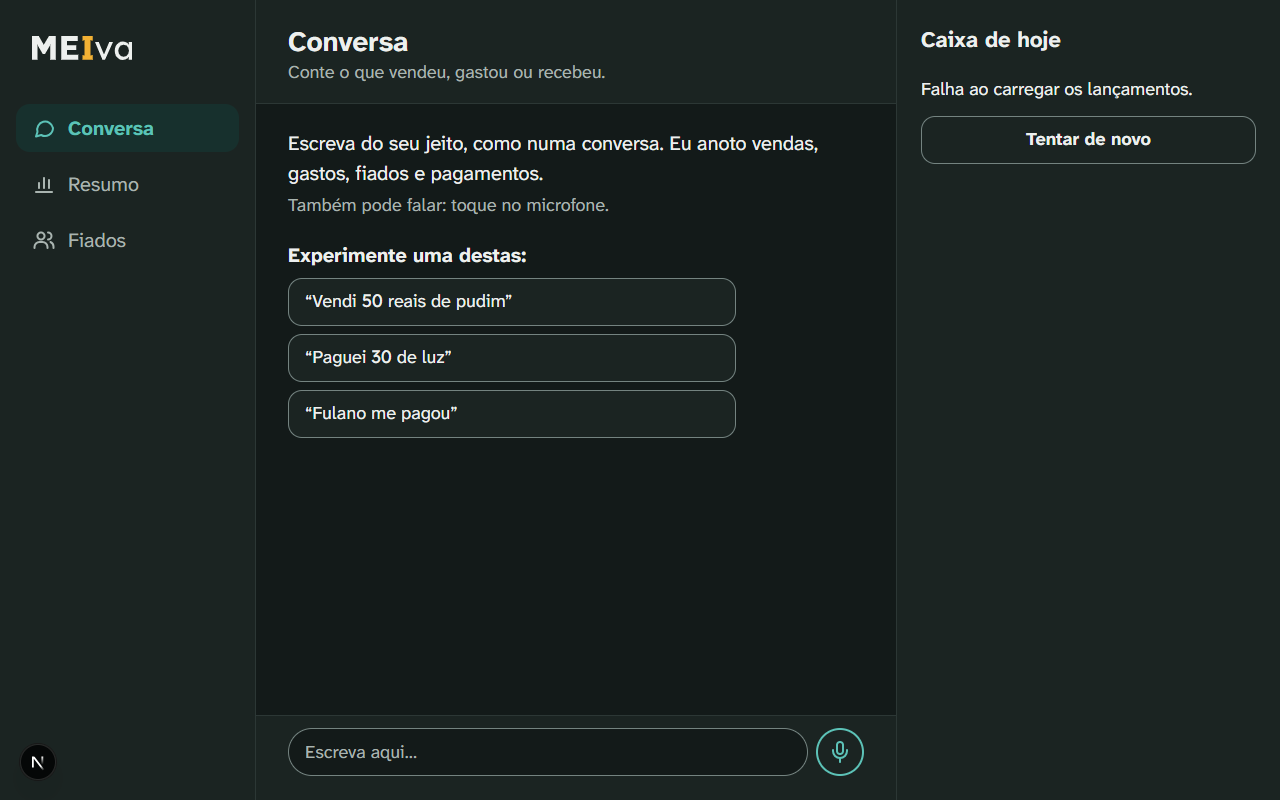 MEIva
Conversa
Resumo
Fiados
Conversa
Conte o que vendeu, gastou ou recebeu.
Escreva do seu jeito, como numa conversa. Eu anoto vendas,
gastos, fiados e pagamentos.
Também pode falar: toque no microfone.
Experimente uma destas:
“Vendi 50 reais de pudim”
“Paguei 30 de luz”
“Fulano me pagou”
Escreva aqui...
Caixa de hoje
Falha ao carregar os lançamentos.
Tentar de novo
N